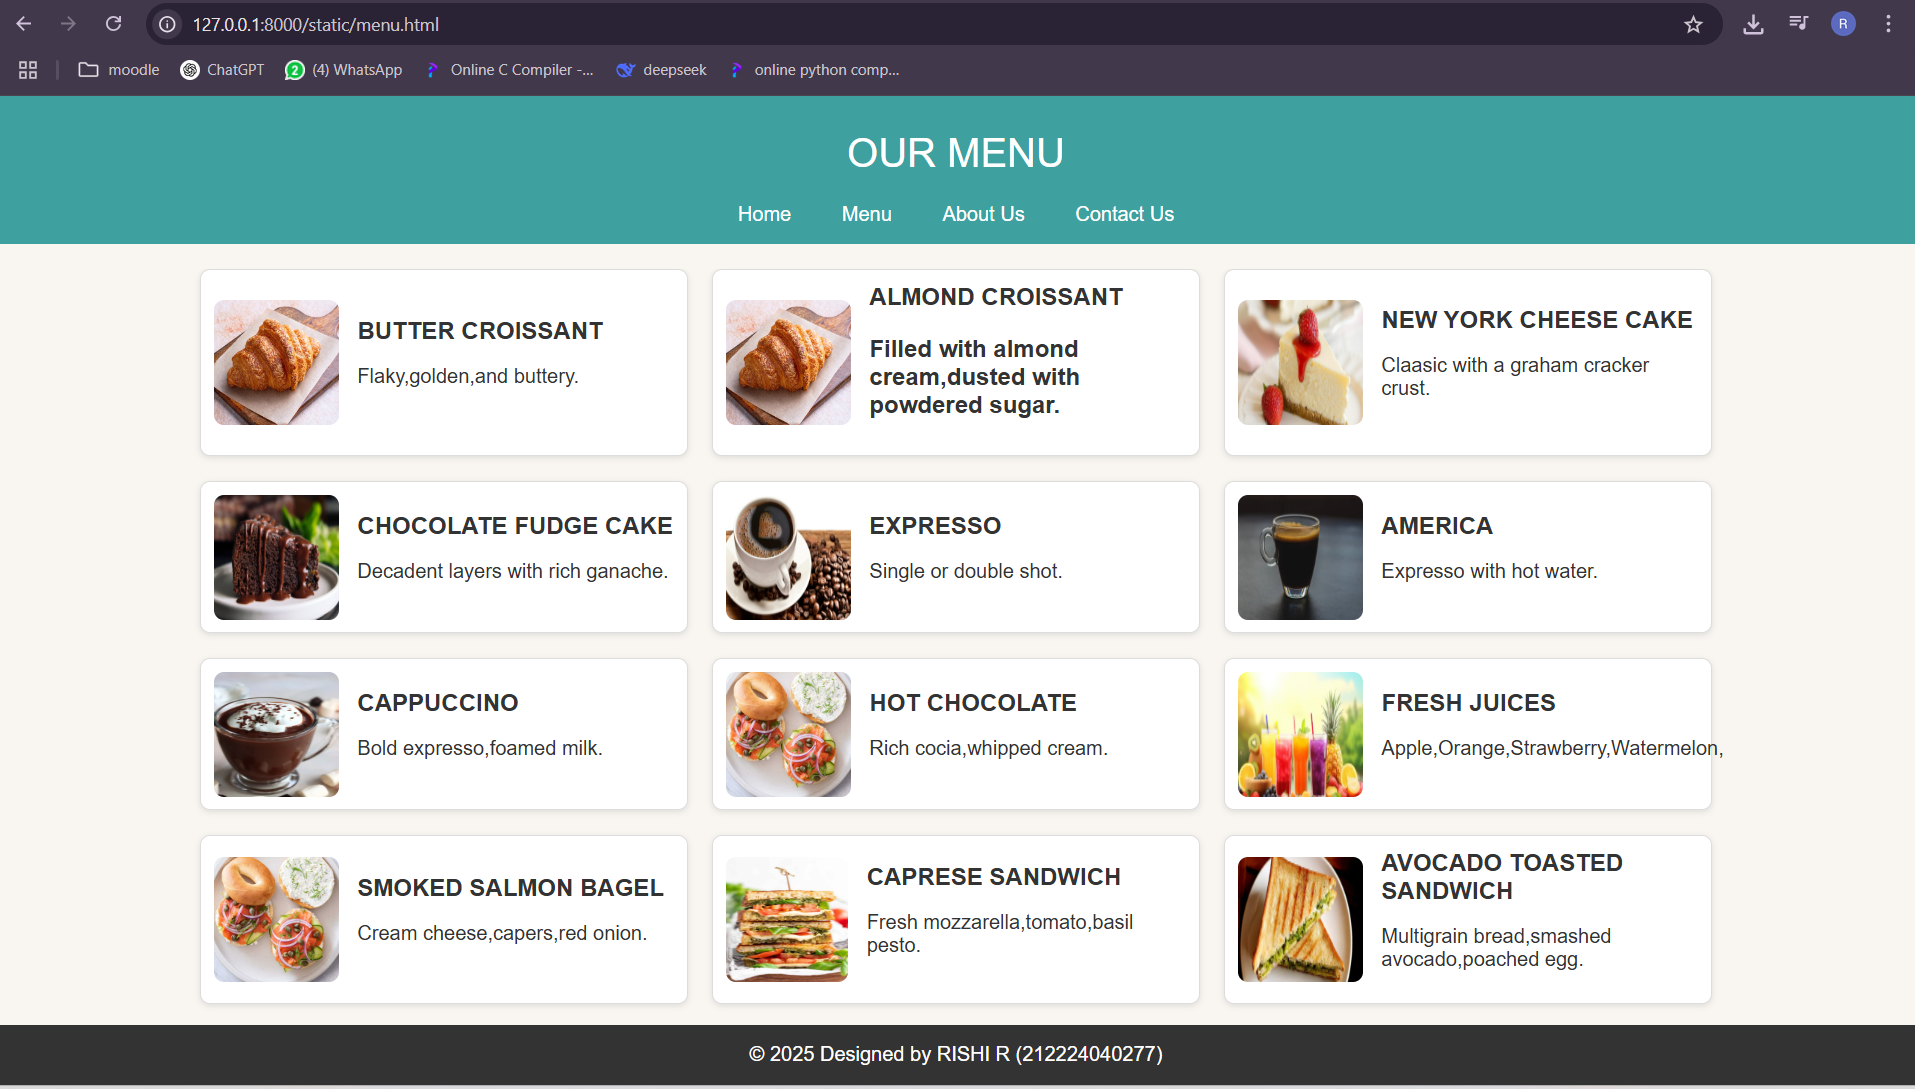 127.0.0.1:8000/static/menu.html
R
moodle
ChatGPT
2
(4) WhatsApp
Online C Compiler -...
deepseek
online python comp...
OUR MENU
Home
Menu
About Us
Contact Us
BUTTER CROISSANT
Flaky,golden,and buttery.
ALMOND CROISSANT
Filled with almond
cream,dusted with
powdered sugar.
NEW YORK CHEESE CAKE
Claasic with a graham cracker
crust.
CHOCOLATE FUDGE CAKE
Decadent layers with rich ganache.
EXPRESSO
Single or double shot.
AMERICA
Expresso with hot water.
CAPPUCCINO
Bold expresso,foamed milk.
HOT CHOCOLATE
Rich cocia,whipped cream.
FRESH JUICES
Apple,Orange,Strawberry,Watermelon,
SMOKED SALMON BAGEL
Cream cheese,capers,red onion.
CAPRESE SANDWICH
Fresh mozzarella,tomato,basil
pesto.
AVOCADO TOASTED
SANDWICH
Multigrain bread,smashed
avocado,poached egg.
© 2025 Designed by RISHI R (212224040277)